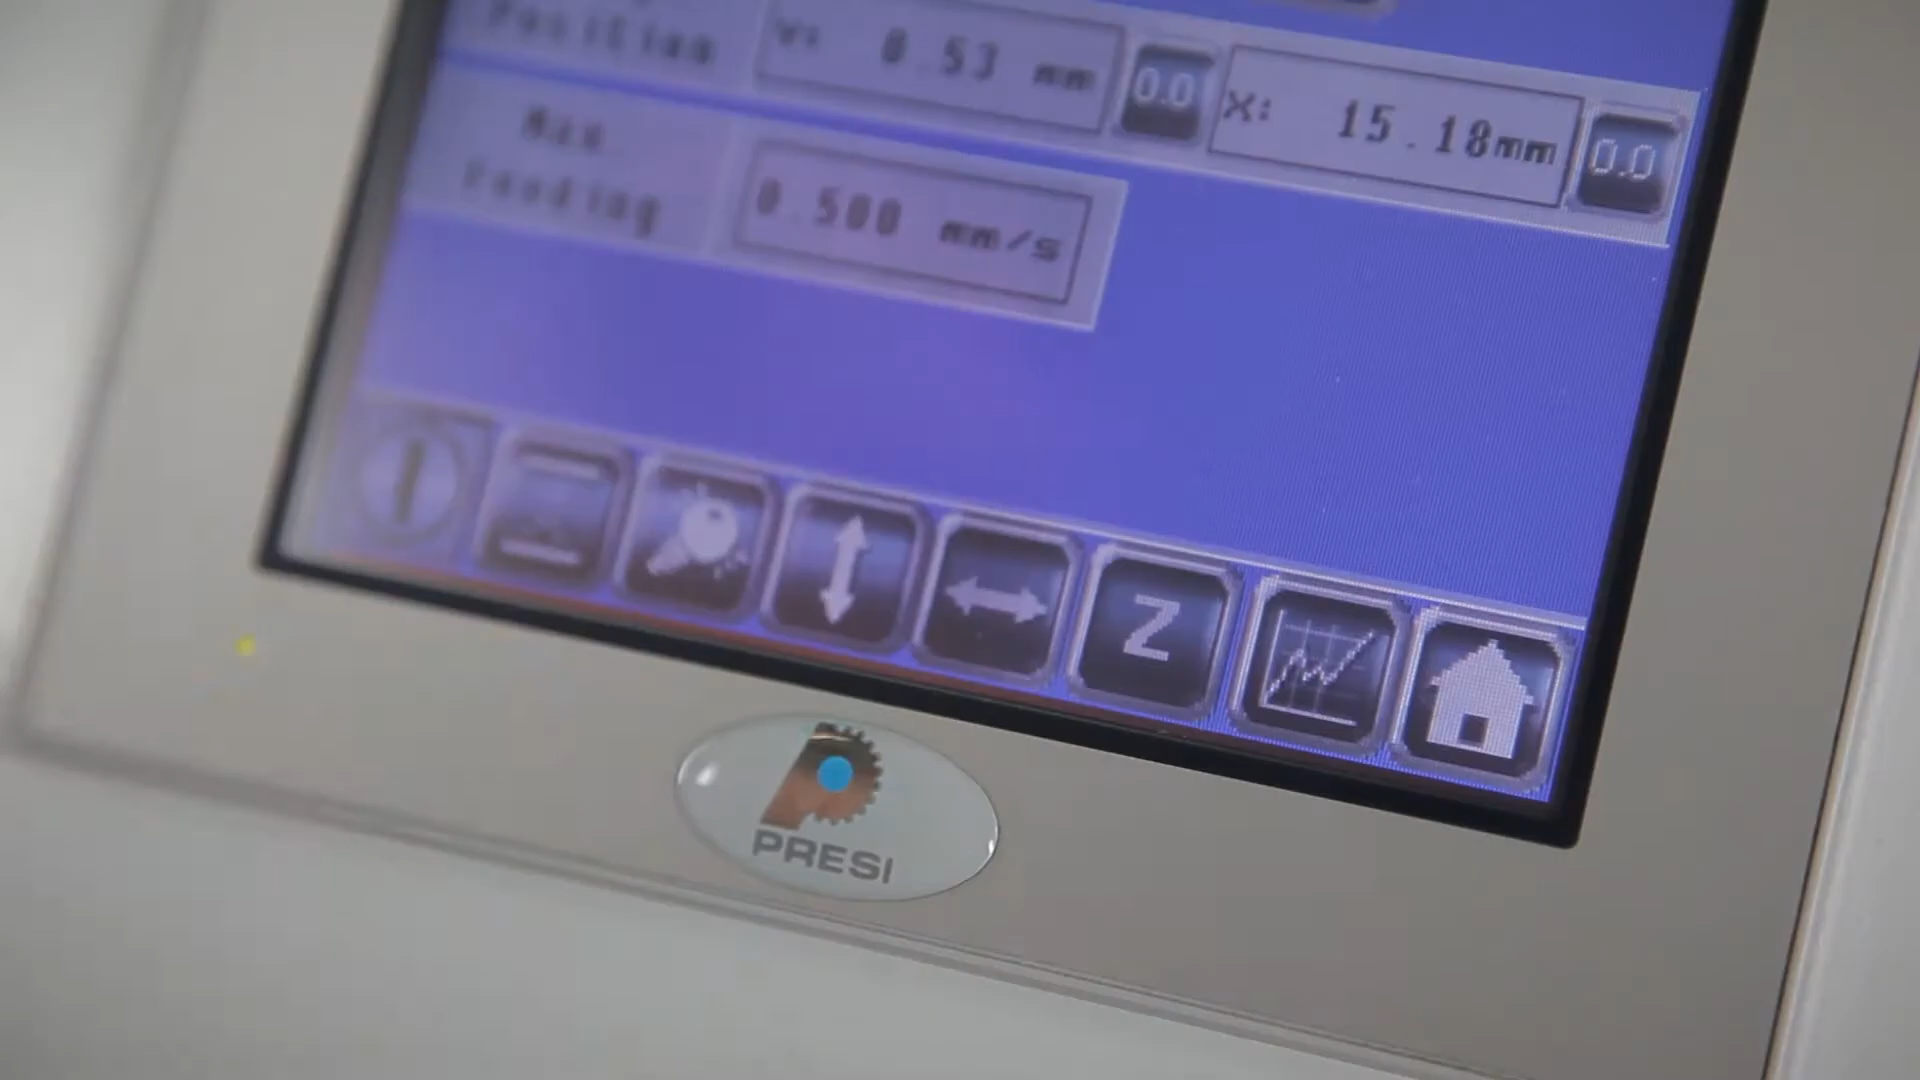 Position Y: 0.53 mm 0.0 X: 15.18mm 0.0
Max
Feeding 0.500 mm/s
Z
PRESI